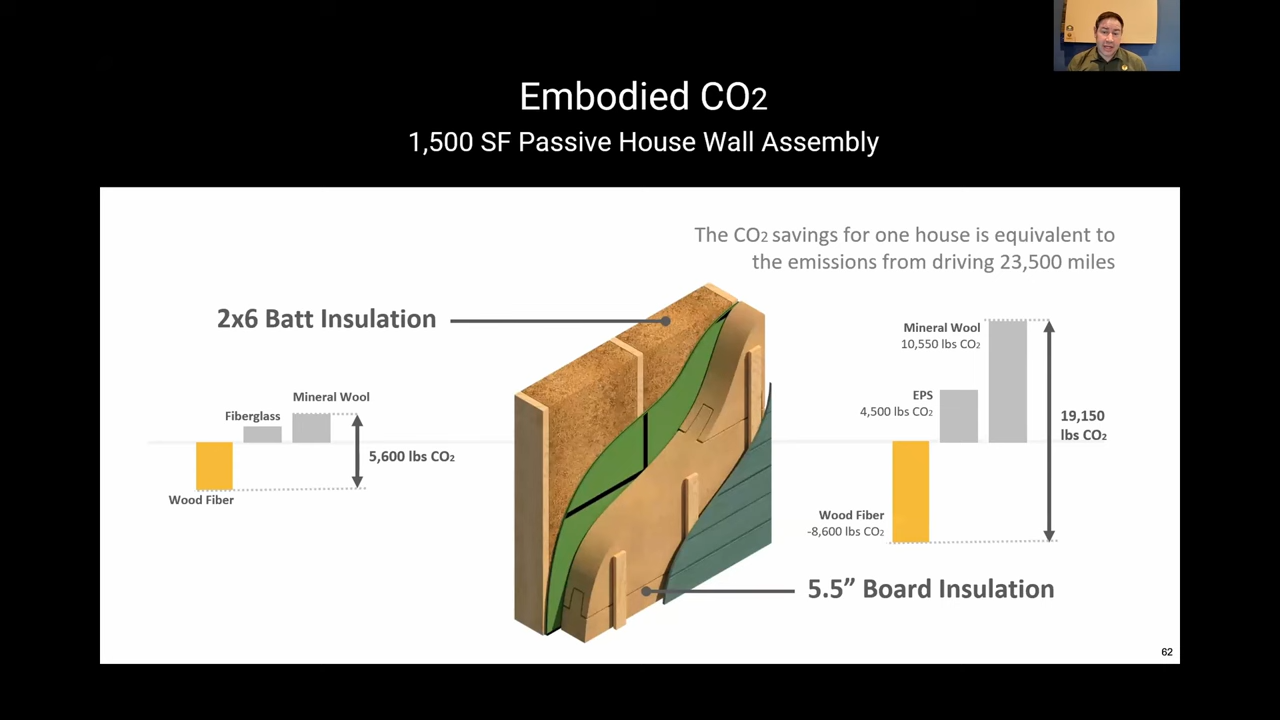 Embodied CO2
1,500 SF Passive House Wall Assembly
The CO2 savings for one house is equivalent to
the emissions from driving 23,500 miles
2x6 Batt Insulation
Mineral Wool
Fiberglass
5,600 lbs CO2
Wood Fiber
Mineral Wool
10,550 lbs CO2
EPS
4,500 lbs CO2
19,150
lbs CO2
Wood Fiber
-8,600 lbs CO2
5.5” Board Insulation
62